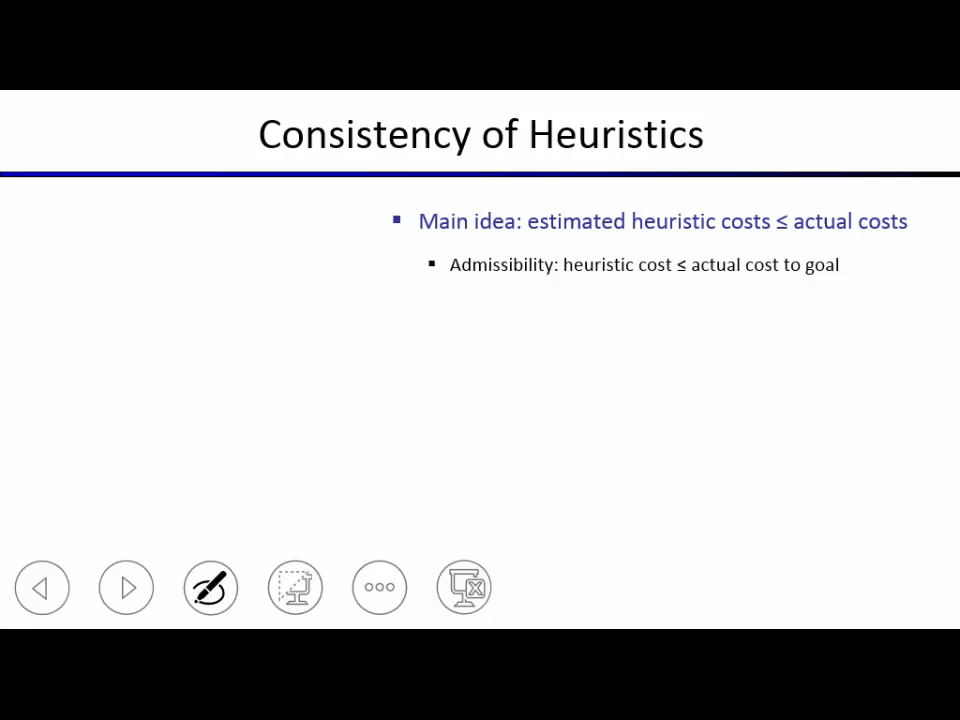 Consistency of Heuristics
▪ Main idea: estimated heuristic costs ≤ actual costs
▪ Admissibility: heuristic cost ≤ actual cost to goal